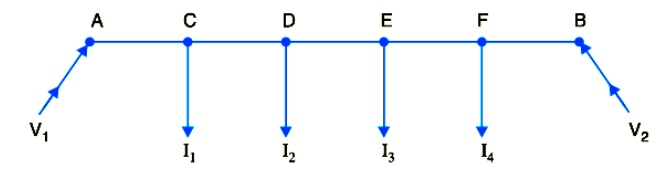 A C D E F B
V₁ I₁ I₂ I₃ I₄ V₂